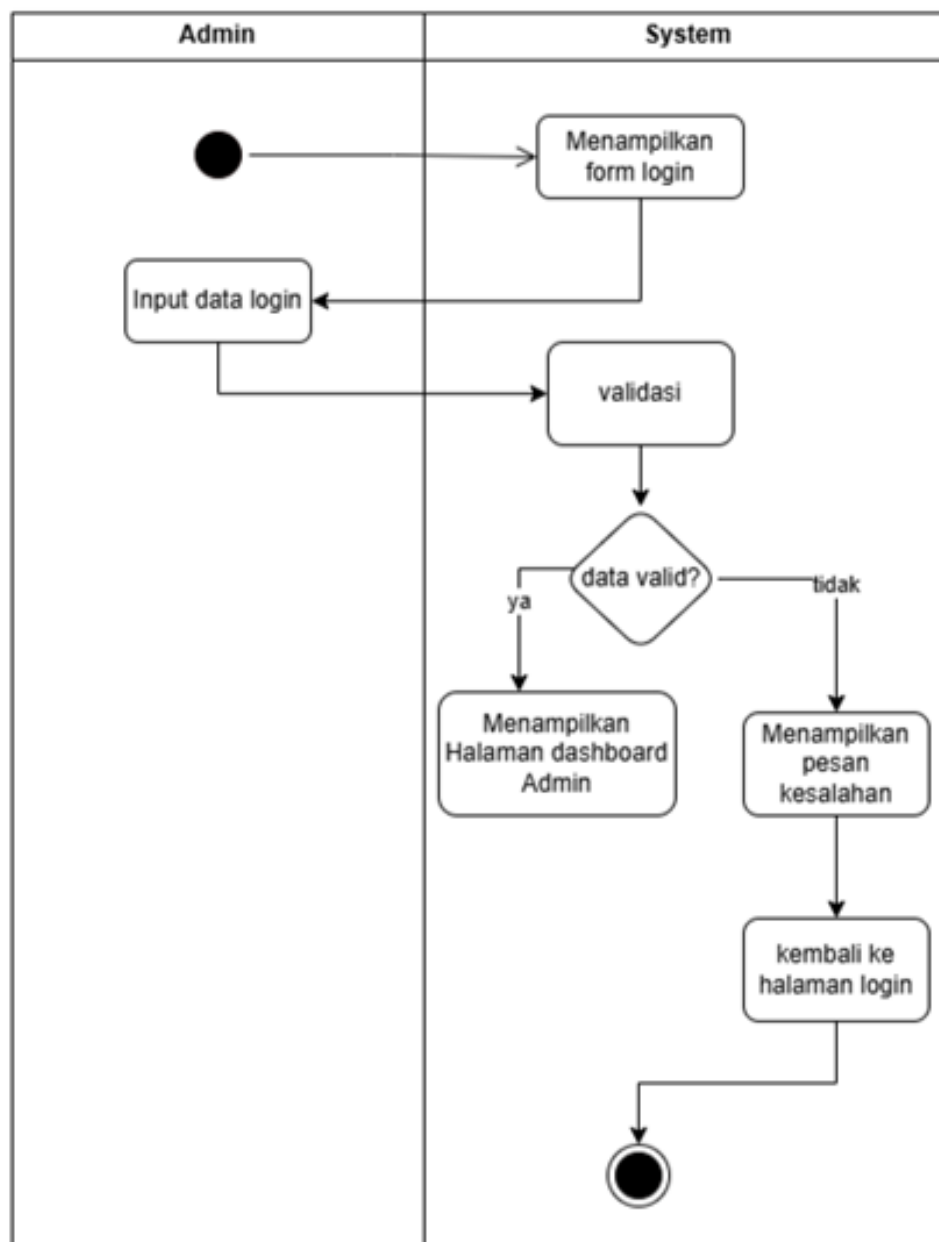 Admin
System
Menampilkan
form login
Input data login
validasi
data valid?
ya
tidak
Menampilkan
Halaman dashboard
Admin
Menampilkan
pesan
kesalahan
kembali ke
halaman login